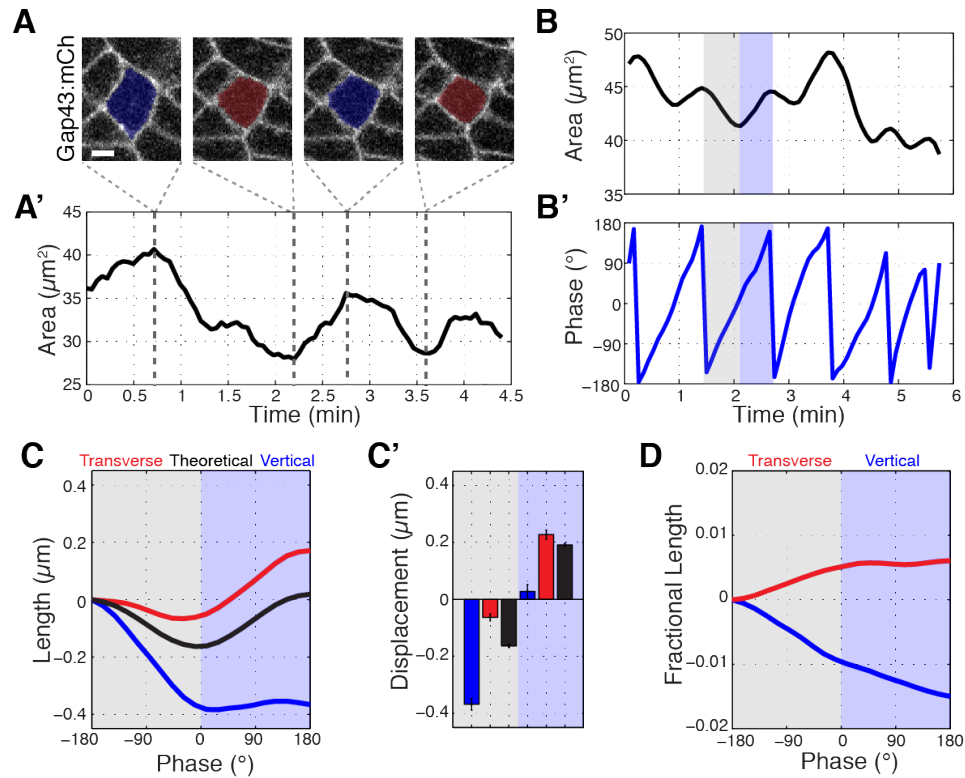 A
Gap43:mCh
A'
45
40
35
30
25
Area (µm²)
0 0.5 1 1.5 2 2.5 3 3.5 4 4.5
Time (min)
B
50
45
40
35
Area (µm²)
B'
180
90
0
−90
−180
Phase (°)
0 1 2 3 4 5 6
Time (min)
C
Transverse Theoretical Vertical
0.4
0.2
0
−0.2
−0.4
Length (µm)
−180 −90 0 90 180
Phase (°)
C'
0.4
0.2
0
−0.2
−0.4
Displacement (µm)
D
Transverse Vertical
0.02
0.01
0
−0.01
−0.02
Fractional Length
−180 −90 0 90 180
Phase (°)